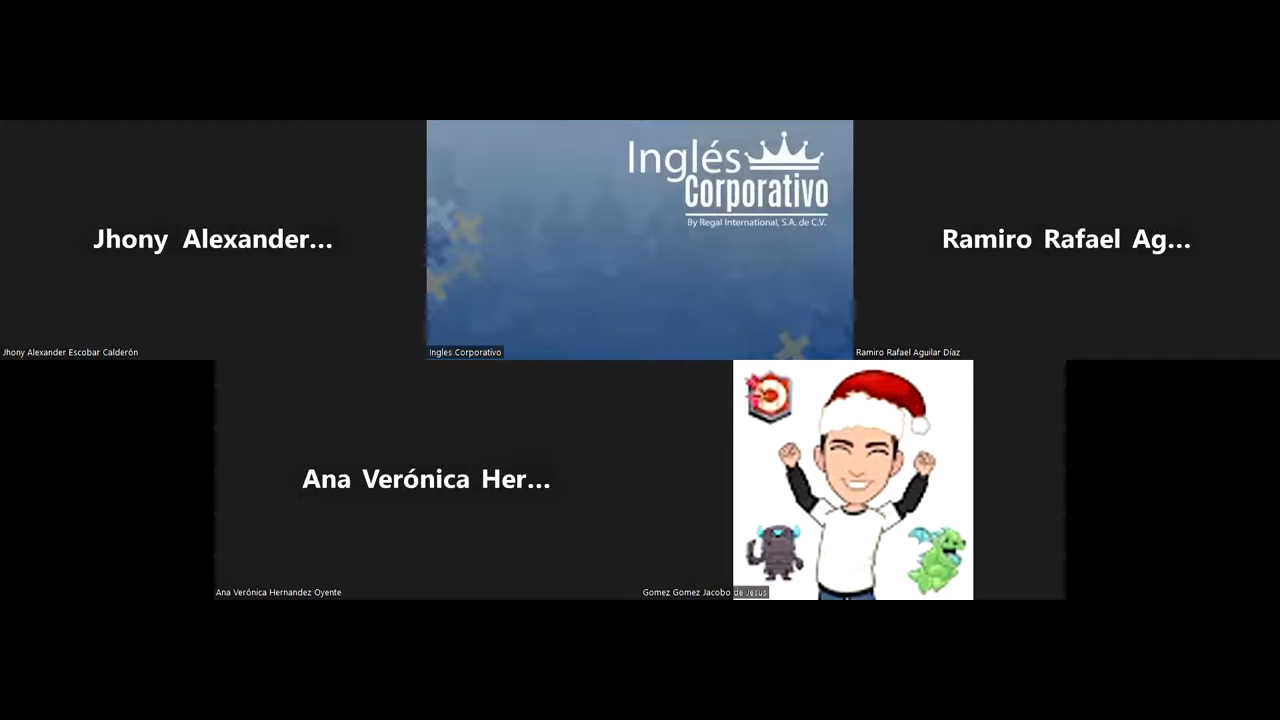 Inglés
Corporativo
By Regal International, S.A. de C.V.
Jhony Alexander...
Ramiro Rafael Ag...
Jhony Alexander Escobar Calderón
Ingles Corporativo
Ramiro Rafael Aguilar Díaz
Ana Verónica Her...
Ana Verónica Hernandez Oyente
Gomez Gomez Jacobo de Jesus